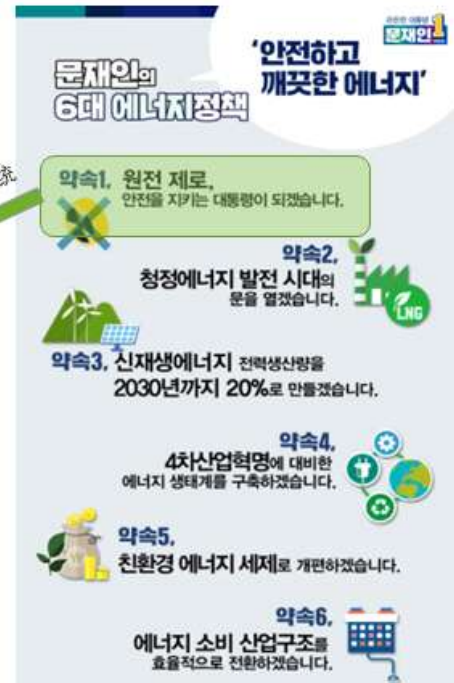 든든한 대통령
문재인 1
'안전하고
깨끗한 에너지'
문재인의
6대 에너지정책
약속1. 원전 제로,
안전을 지키는 대통령이 되겠습니다.
약속2.
청정에너지 발전 시대의
문을 열겠습니다.
LNG
약속3. 신재생에너지 전력생산량을
2030년까지 20%로 만들겠습니다.
약속4.
4차산업혁명에 대비한
에너지 생태계를 구축하겠습니다.
약속5.
친환경 에너지 세제로 개편하겠습니다.
약속6.
에너지 소비 산업구조를
효율적으로 전환하겠습니다.